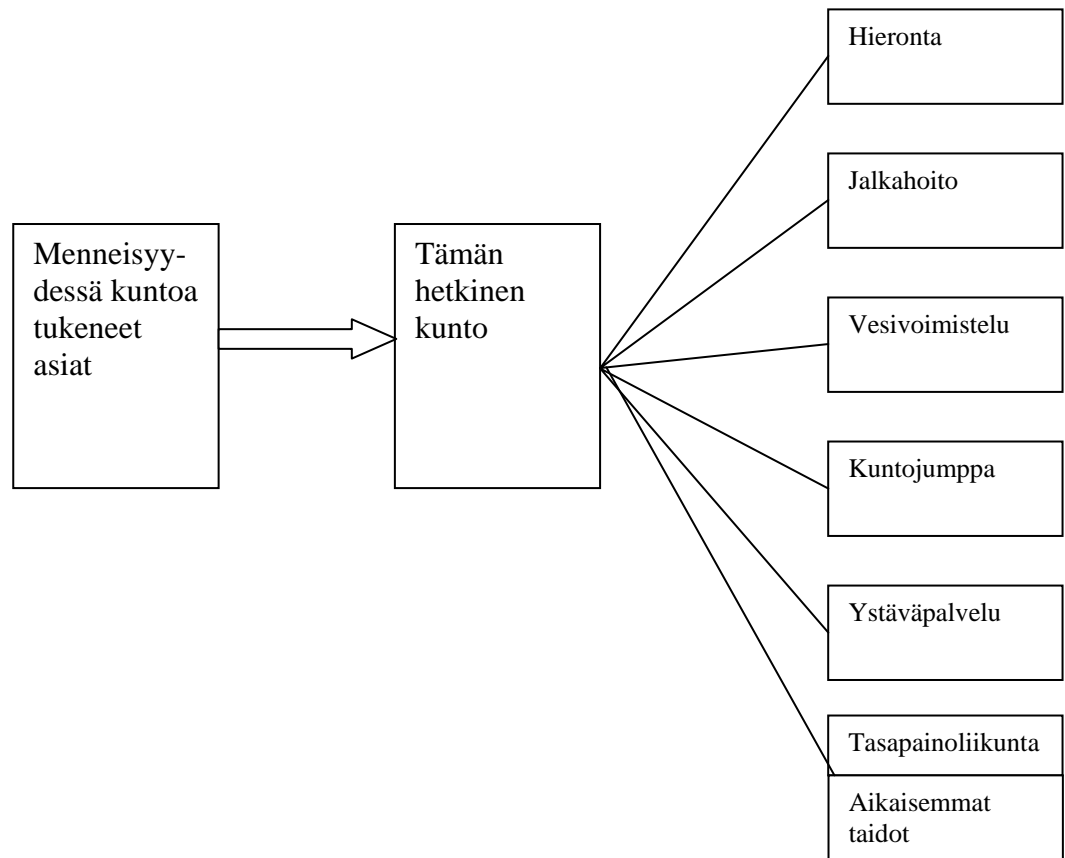 Menneisyy-
dessä kuntoa
tukeneet
asiat
Tämän
hetkinen
kunto
Hieronta
Jalkahoito
Vesivoimistelu
Kuntojumppa
Ystäväpalvelu
Tasapainoliikunta
Aikaisemmat
taidot